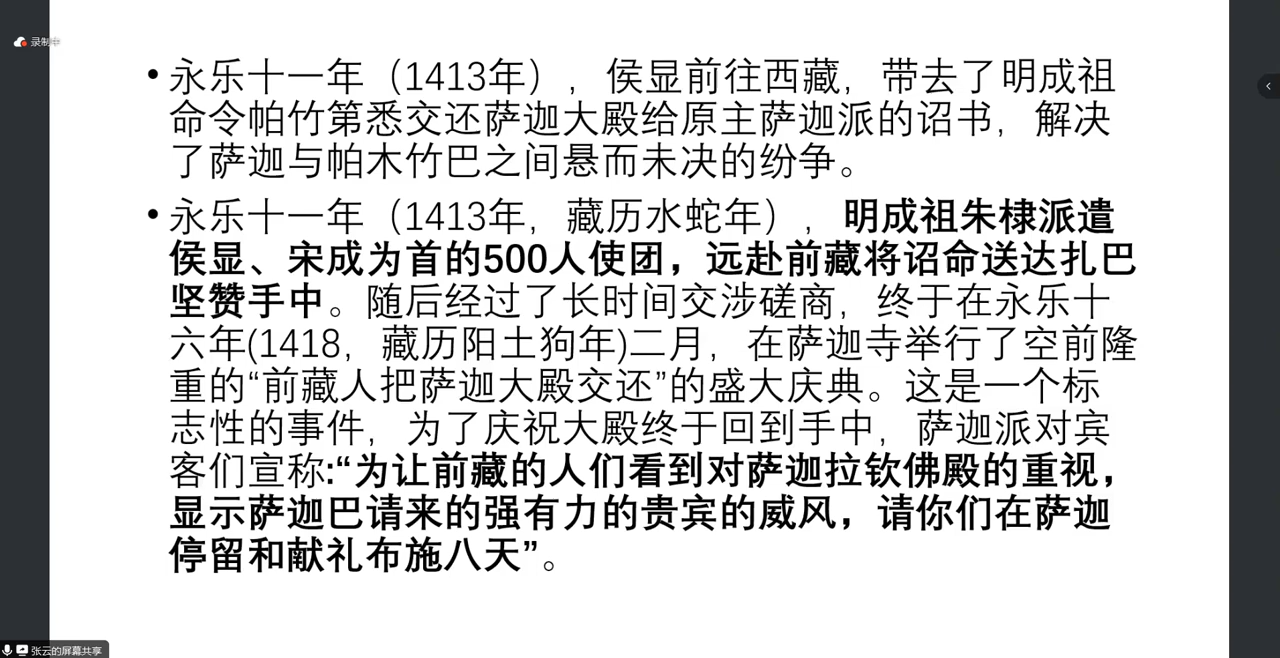 录制中
• 永乐十一年（1413年），侯显前往西藏，带去了明成祖
命令帕竹第悉交还萨迦大殿给原主萨迦派的诏书，解决
了萨迦与帕木竹巴之间悬而未决的纷争。
• 永乐十一年（1413年，藏历水蛇年），明成祖朱棣派遣
侯显、宋成为首的500人使团，远赴前藏将诏命送达扎巴
坚赞手中。随后经过了长时间交涉磋商，终于在永乐十
六年(1418，藏历阳土狗年)二月，在萨迦寺举行了空前隆
重的“前藏人把萨迦大殿交还”的盛大庆典。这是一个标
志性的事件，为了庆祝大殿终于回到手中，萨迦派对宾
客们宣称:“为让前藏的人们看到对萨迦拉钦佛殿的重视，
显示萨迦巴请来的强有力的贵宾的威风，请你们在萨迦
停留和献礼布施八天”。
张云的屏幕共享